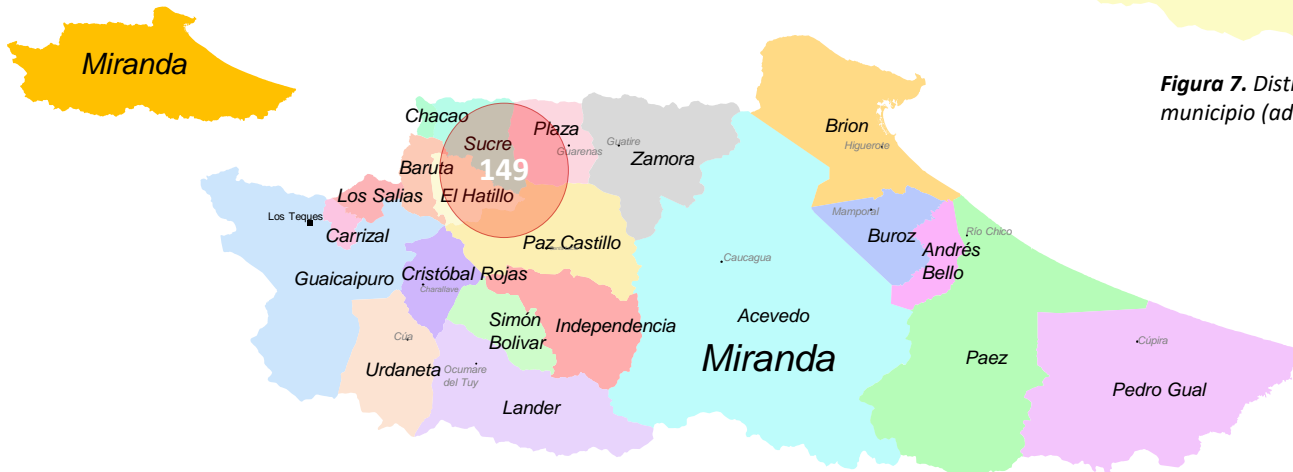 Miranda
Figura 7. Disti
municipio (ad
Chacao
Sucre
Plaza
Guarenas
Guatire
Zamora
Brion
Higuerote
149
Baruta
El Hatillo
Los Salias
Los Teques
Carrizal
Mamporal
Buroz
Río Chico
Andrés
Bello
Paz Castillo
Caucagua
Guaicaipuro
Cristóbal Rojas
Charallave
Simón
Bolivar
Independencia
Acevedo
Miranda
Cúa
Urdaneta
Ocumare
del Tuy
Lander
Paez
Cúpira
Pedro Gual